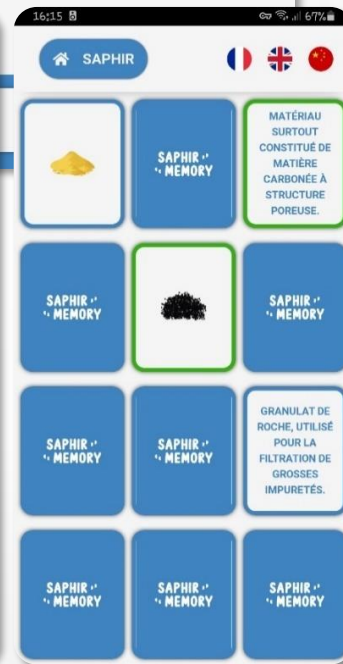 16:15
67%
SAPHIR
SAPHIR
MEMORY
MATÉRIAU
SURTOUT
CONSTITUÉ DE
MATIÈRE
CARBONÉE À
STRUCTURE
POREUSE.
SAPHIR
MEMORY
SAPHIR
MEMORY
SAPHIR
MEMORY
SAPHIR
MEMORY
GRANULAT DE
ROCHE, UTILISÉ
POUR LA
FILTRATION DE
GROSSES
IMPURETÉS.
SAPHIR
MEMORY
SAPHIR
MEMORY
SAPHIR
MEMORY